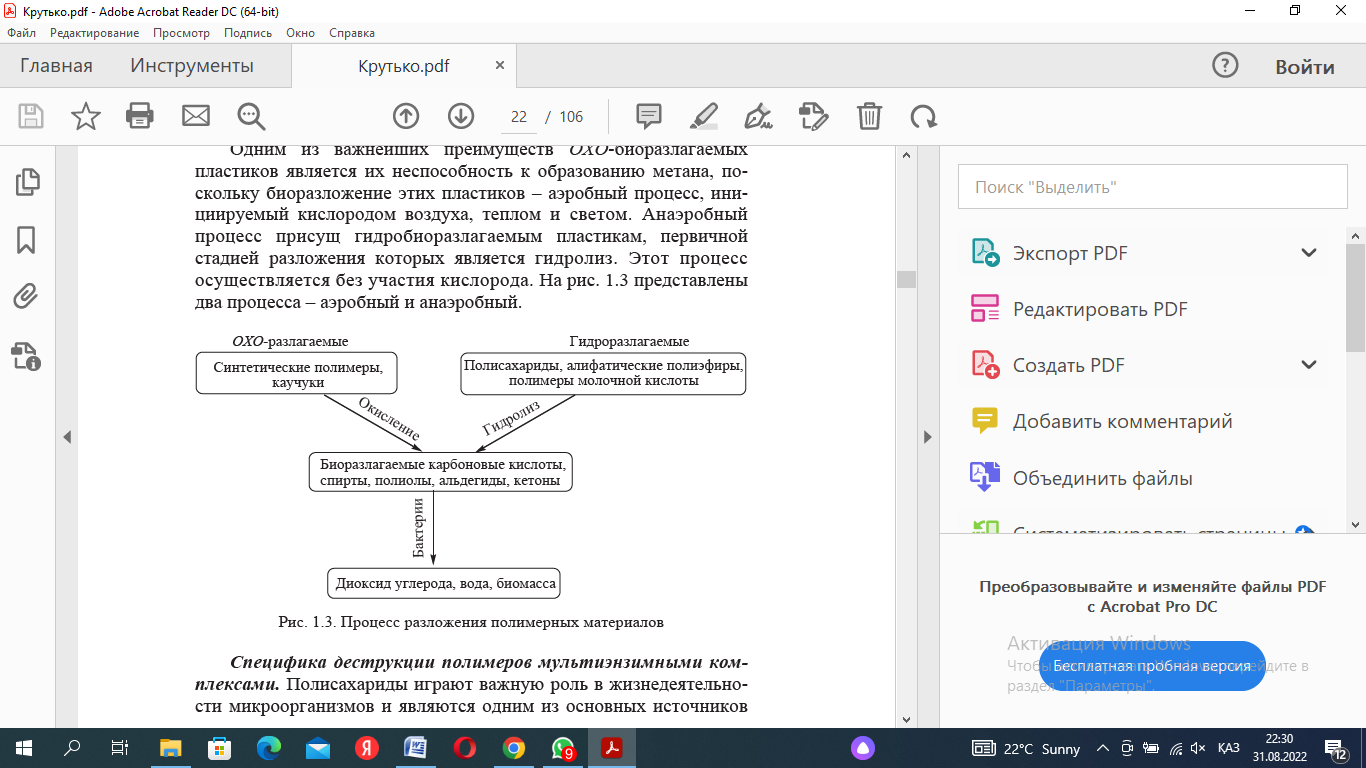 Крутько.pdf - Adobe Acrobat Reader DC (64-bit)
Файл Редактирование Просмотр Подпись Окно Справка
Главная Инструменты Крутько.pdf × Войти
22 / 106
Одним из важнейших преимуществ ОХО-биоразлагаемых
пластиков является их неспособность к образованию метана, по-
скольку биоразложение этих пластиков – аэробный процесс, ини-
циируемый кислородом воздуха, теплом и светом. Анаэробный
процесс присущ гидробиоразлагаемым пластикам, первичной
стадией разложения которых является гидролиз. Этот процесс
осуществляется без участия кислорода. На рис. 1.3 представлены
два процесса – аэробный и анаэробный.
ОХО-разлагаемые
Гидроразлагаемые
Синтетические полимеры,
каучуки
Полисахариды, алифатические полиэфиры,
полимеры молочной кислоты
Окисление
Гидролиз
Биоразлагаемые карбоновые кислоты,
спирты, полиолы, альдегиды, кетоны
Бактерии
Диоксид углерода, вода, биомасса
Рис. 1.3. Процесс разложения полимерных материалов
Специфика деструкции полимеров мультиэнзимными ком-
плексами. Полисахариды играют важную роль в жизнедеятельно-
сти микроорганизмов и являются одним из основных источников
Поиск "Выделить"
Экспорт PDF
Редактировать PDF
Создать PDF
Добавить комментарий
Объединить файлы
Систематизировать страницы
Преобразовывайте и изменяйте файлы PDF
с Acrobat Pro DC
Активация Windows
Бесплатная пробная версия
Чтобы
ейдите в
раздел "Параметры".
22°C Sunny
ҚАЗ
22:30
31.08.2022
9
12